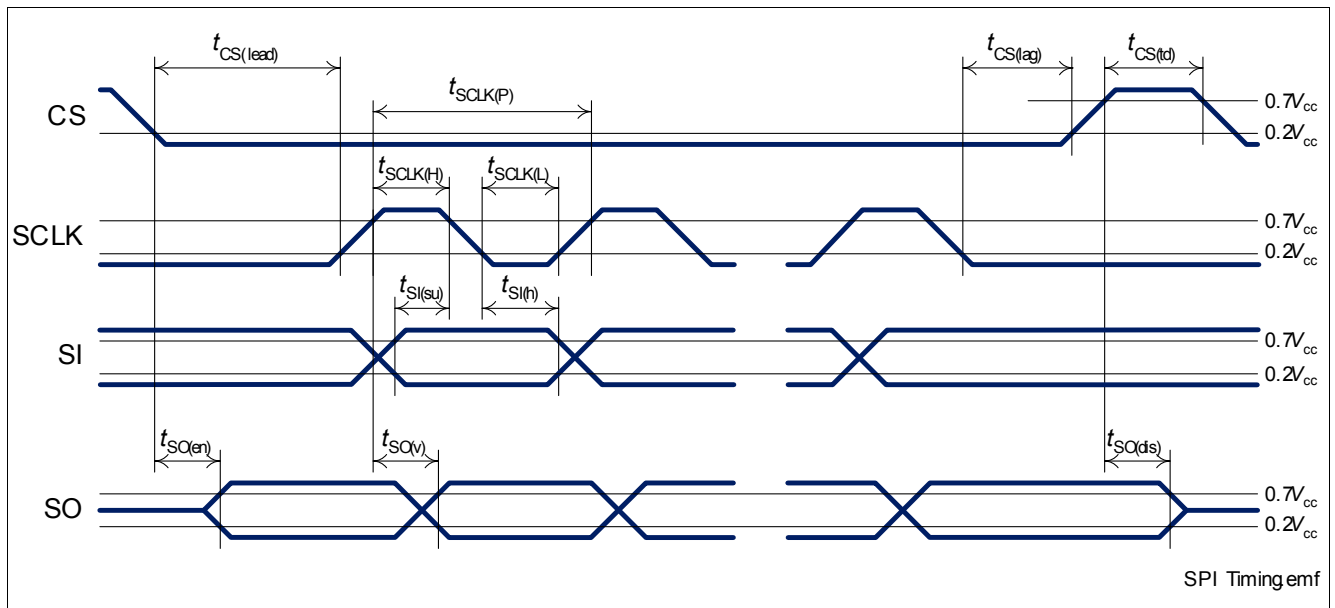 tCS(lead)
tCS(lag)
tCS(td)
tSCLK(P)
CS
0.7Vcc
0.2Vcc
tSCLK(H)
tSCLK(L)
SCLK
0.7Vcc
0.2Vcc
tSI(su)
tSI(h)
SI
0.7Vcc
0.2Vcc
tSO(en)
tSO(v)
tSO(dis)
SO
0.7Vcc
0.2Vcc
SPI Timing.emf